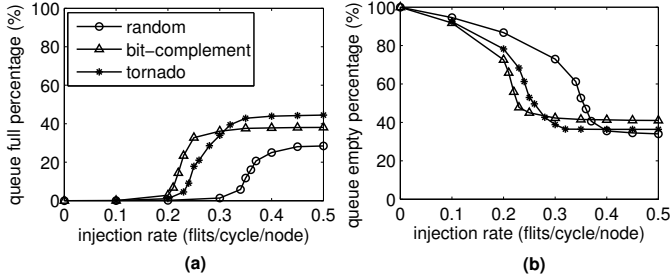 queue full percentage (%)
100
80
60
40
20
0
random
bit−complement
tornado
0 0.1 0.2 0.3 0.4 0.5
injection rate (flits/cycle/node)
(a)
queue empty percentage (%)
100
80
60
40
20
0
0 0.1 0.2 0.3 0.4 0.5
injection rate (flits/cycle/node)
(b)